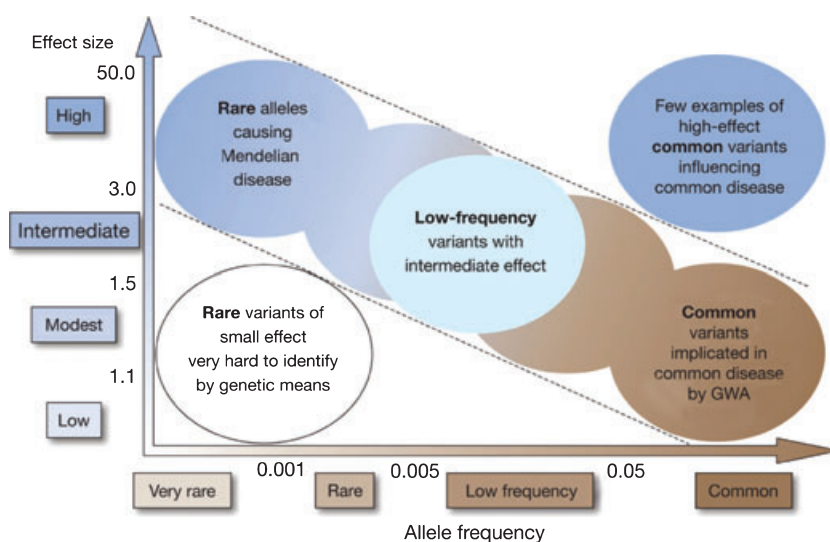 Effect size
50.0
High
3.0
Intermediate
1.5
Modest
1.1
Low
Rare alleles
causing
Mendelian
disease
Few examples of
high-effect
common variants
influencing
common disease
Low-frequency
variants with
intermediate effect
Rare variants of
small effect
very hard to identify
by genetic means
Common
variants
implicated in
common disease
by GWA
0.001
0.005
0.05
Very rare
Rare
Low frequency
Common
Allele frequency